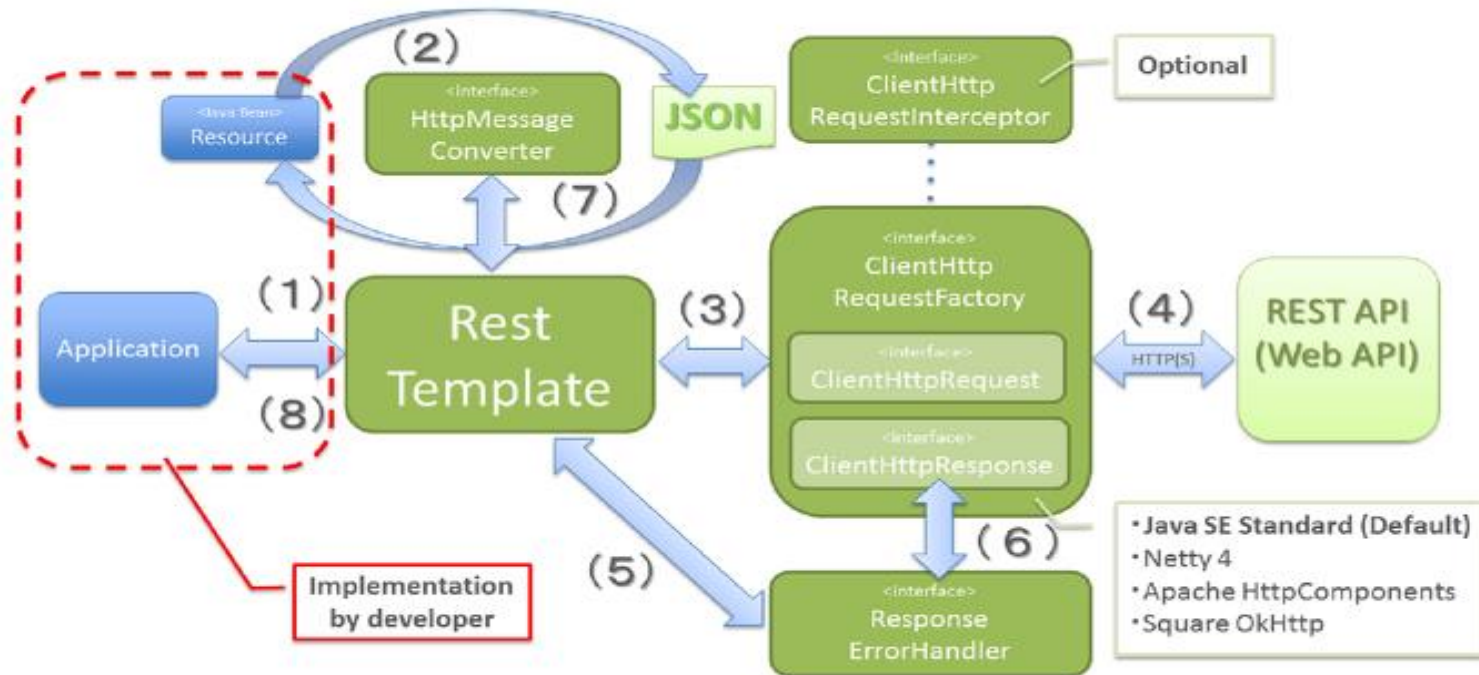 (2)
<Java Bean>
Resource
<Interface>
HttpMessage
Converter
JSON
<Interface>
ClientHttp
RequestInterceptor
Optional
(7)
Application
(1)
(8)
Rest
Template
(3)
<Interface>
ClientHttp
RequestFactory
<Interface>
ClientHttpRequest
<Interface>
ClientHttpResponse
(4)
HTTP(S)
REST API
(Web API)
Implementation
by developer
(5)
(6)
<Interface>
Response
ErrorHandler
•Java SE Standard (Default)
•Netty 4
•Apache HttpComponents
•Square OkHttp